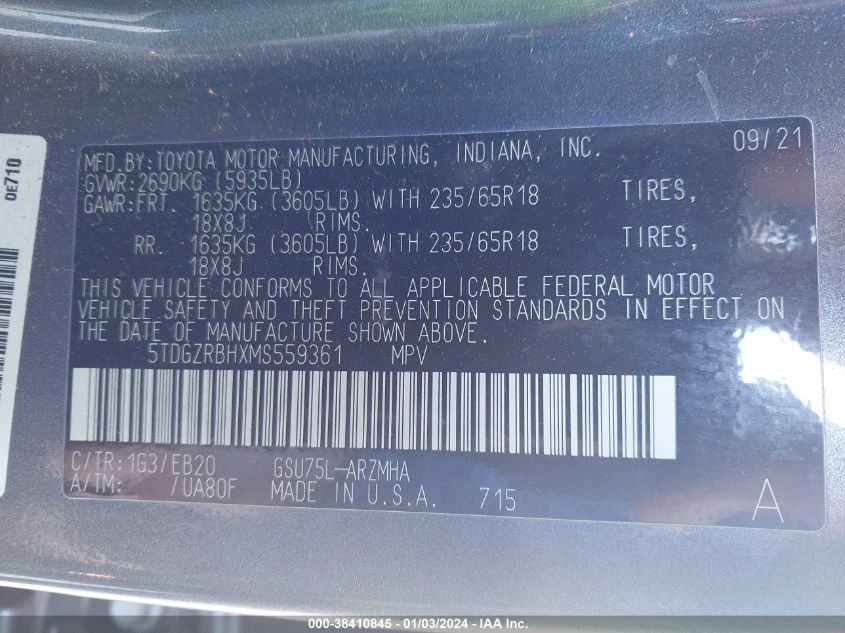 0E710
MFD.BY:TOYOTA MOTOR MANUFACTURING, INDIANA, INC. 09/21
GVWR:2690KG (5935LB)
GAWR:FRT. 1635KG (3605LB) WITH 235/65R18 TIRES,
18X8J RIMS.
RR. 1635KG (3605LB) WITH 235/65R18 TIRES,
18X8J RIMS.
THIS VEHICLE CONFORMS TO ALL APPLICABLE FEDERAL MOTOR
VEHICLE SAFETY AND THEFT PREVENTION STANDARDS IN EFFECT ON
THE DATE OF MANUFACTURE SHOWN ABOVE.
5TDGZRBHXMS559361 MPV
C/TR:1G3/EB20 GSU75L-ARZMHA
A/TM: /UA80F MADE IN U.S.A. 715 A
000-38410845 - 01/03/2024 - IAA Inc.